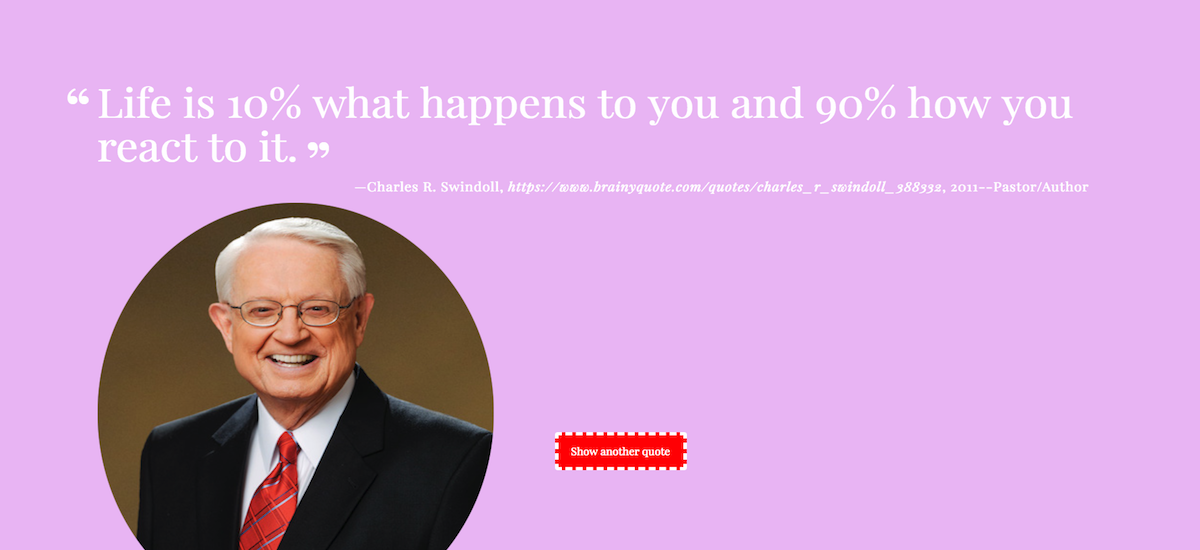 “ Life is 10% what happens to you and 90% how you
react to it. ”
—Charles R. Swindoll, https://www.brainyquote.com/quotes/charles_r_swindoll_388332, 2011--Pastor/Author
Show another quote